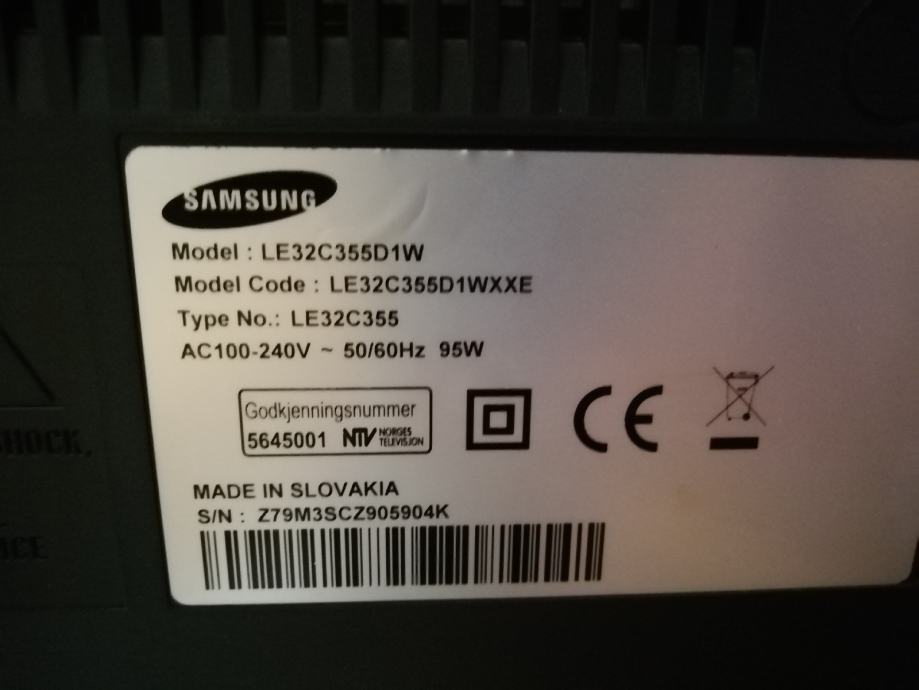 SAMSUNG
Model : LE32C355D1W
Model Code : LE32C355D1WXXE
Type No.: LE32C355
AC100-240V ~ 50/60Hz 95W
Godkjenningsnummer
5645001 NTV NORGES TELEVISJON
CE
SHOCK,
MADE IN SLOVAKIA
S/N : Z79M3SCZ905904K